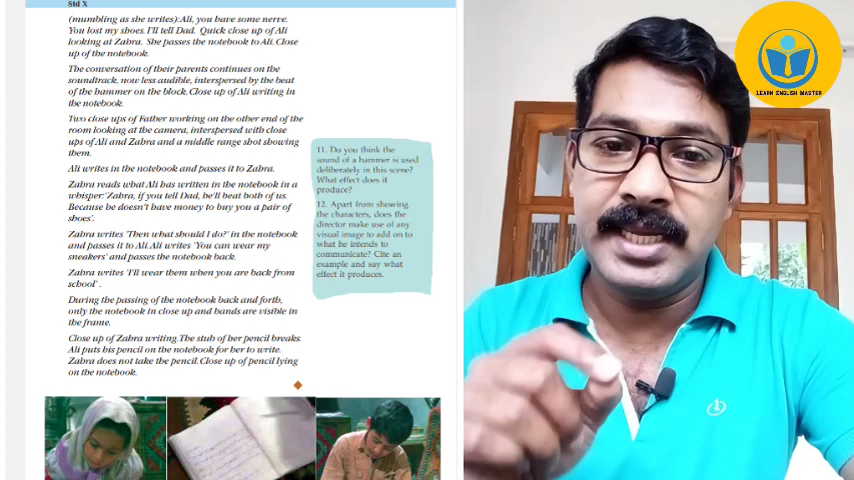 Std X
(mumbling as she writes):Ali, you have some nerve.
You lost my shoes. I'll tell Dad. Quick close up of Ali
looking at Zahra. She passes the notebook to Ali. Close
up of the notebook.
The conversation of their parents continues on the
soundtrack, now less audible, interspersed by the beat
of the hammer on the block. Close up of Ali writing in
the notebook.
Two close ups of Father working on the other end of the
room looking at the camera, interspersed with close
ups of Ali and Zahra and a middle range shot showing
them.
Ali writes in the notebook and passes it to Zahra.
Zahra reads what Ali has written in the notebook in a
whisper:'Zahra, if you tell Dad, he'll beat both of us.
Because he doesn't have money to buy you a pair of
shoes'.
Zahra writes 'Then what should I do?' in the notebook
and passes it to Ali. Ali writes 'You can wear my
sneakers' and passes the notebook back.
Zahra writes 'I'll wear them when you are back from
school' .
During the passing of the notebook back and forth,
only the notebook in close up and hands are visible in
the frame.
Close up of Zahra writing. The stub of her pencil breaks.
Ali puts his pencil on the notebook for her to write.
Zahra does not take the pencil. Close up of pencil lying
on the notebook.
11. Do you think the
sound of a hammer is used
deliberately in this scene?
What effect does it
produce?
12. Apart from showing
the characters, does the
director make use of any
visual image to add on to
what he intends to
communicate? Cite an
example and say what
effect it produces.
LEARN ENGLISH MASTER